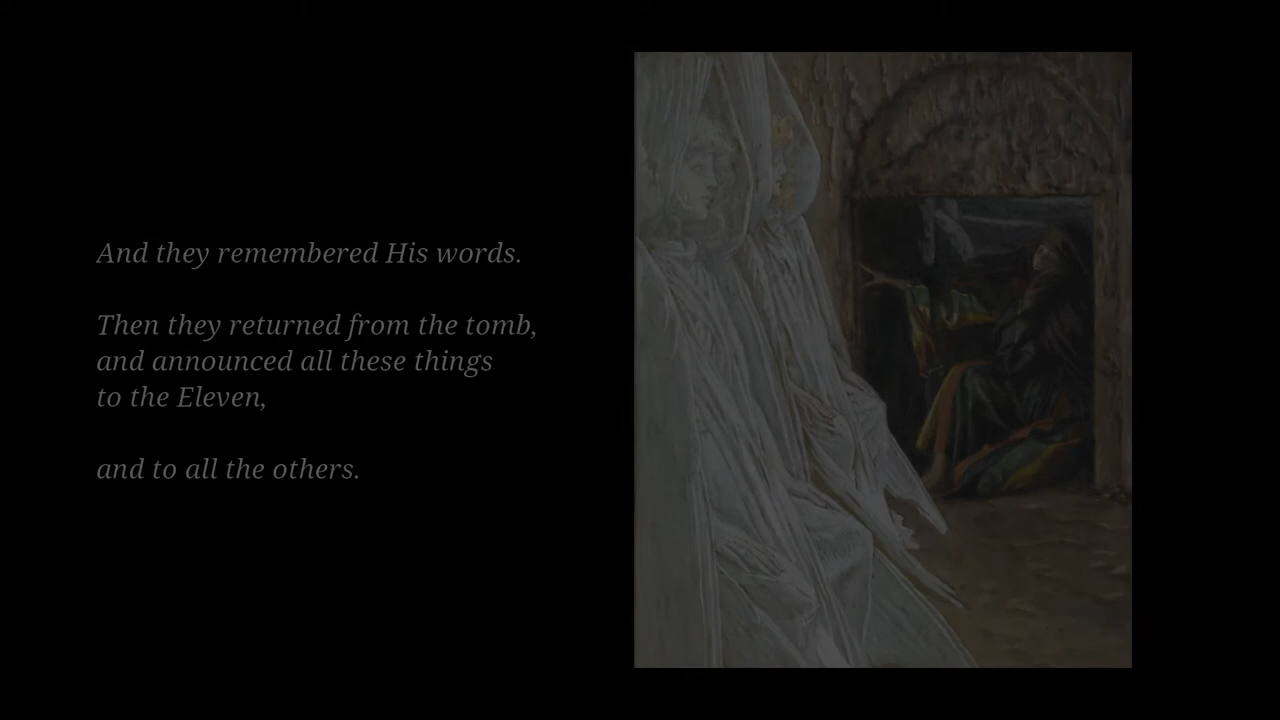 And they remembered His words.
Then they returned from the tomb,
and announced all these things
to the Eleven,
and to all the others.